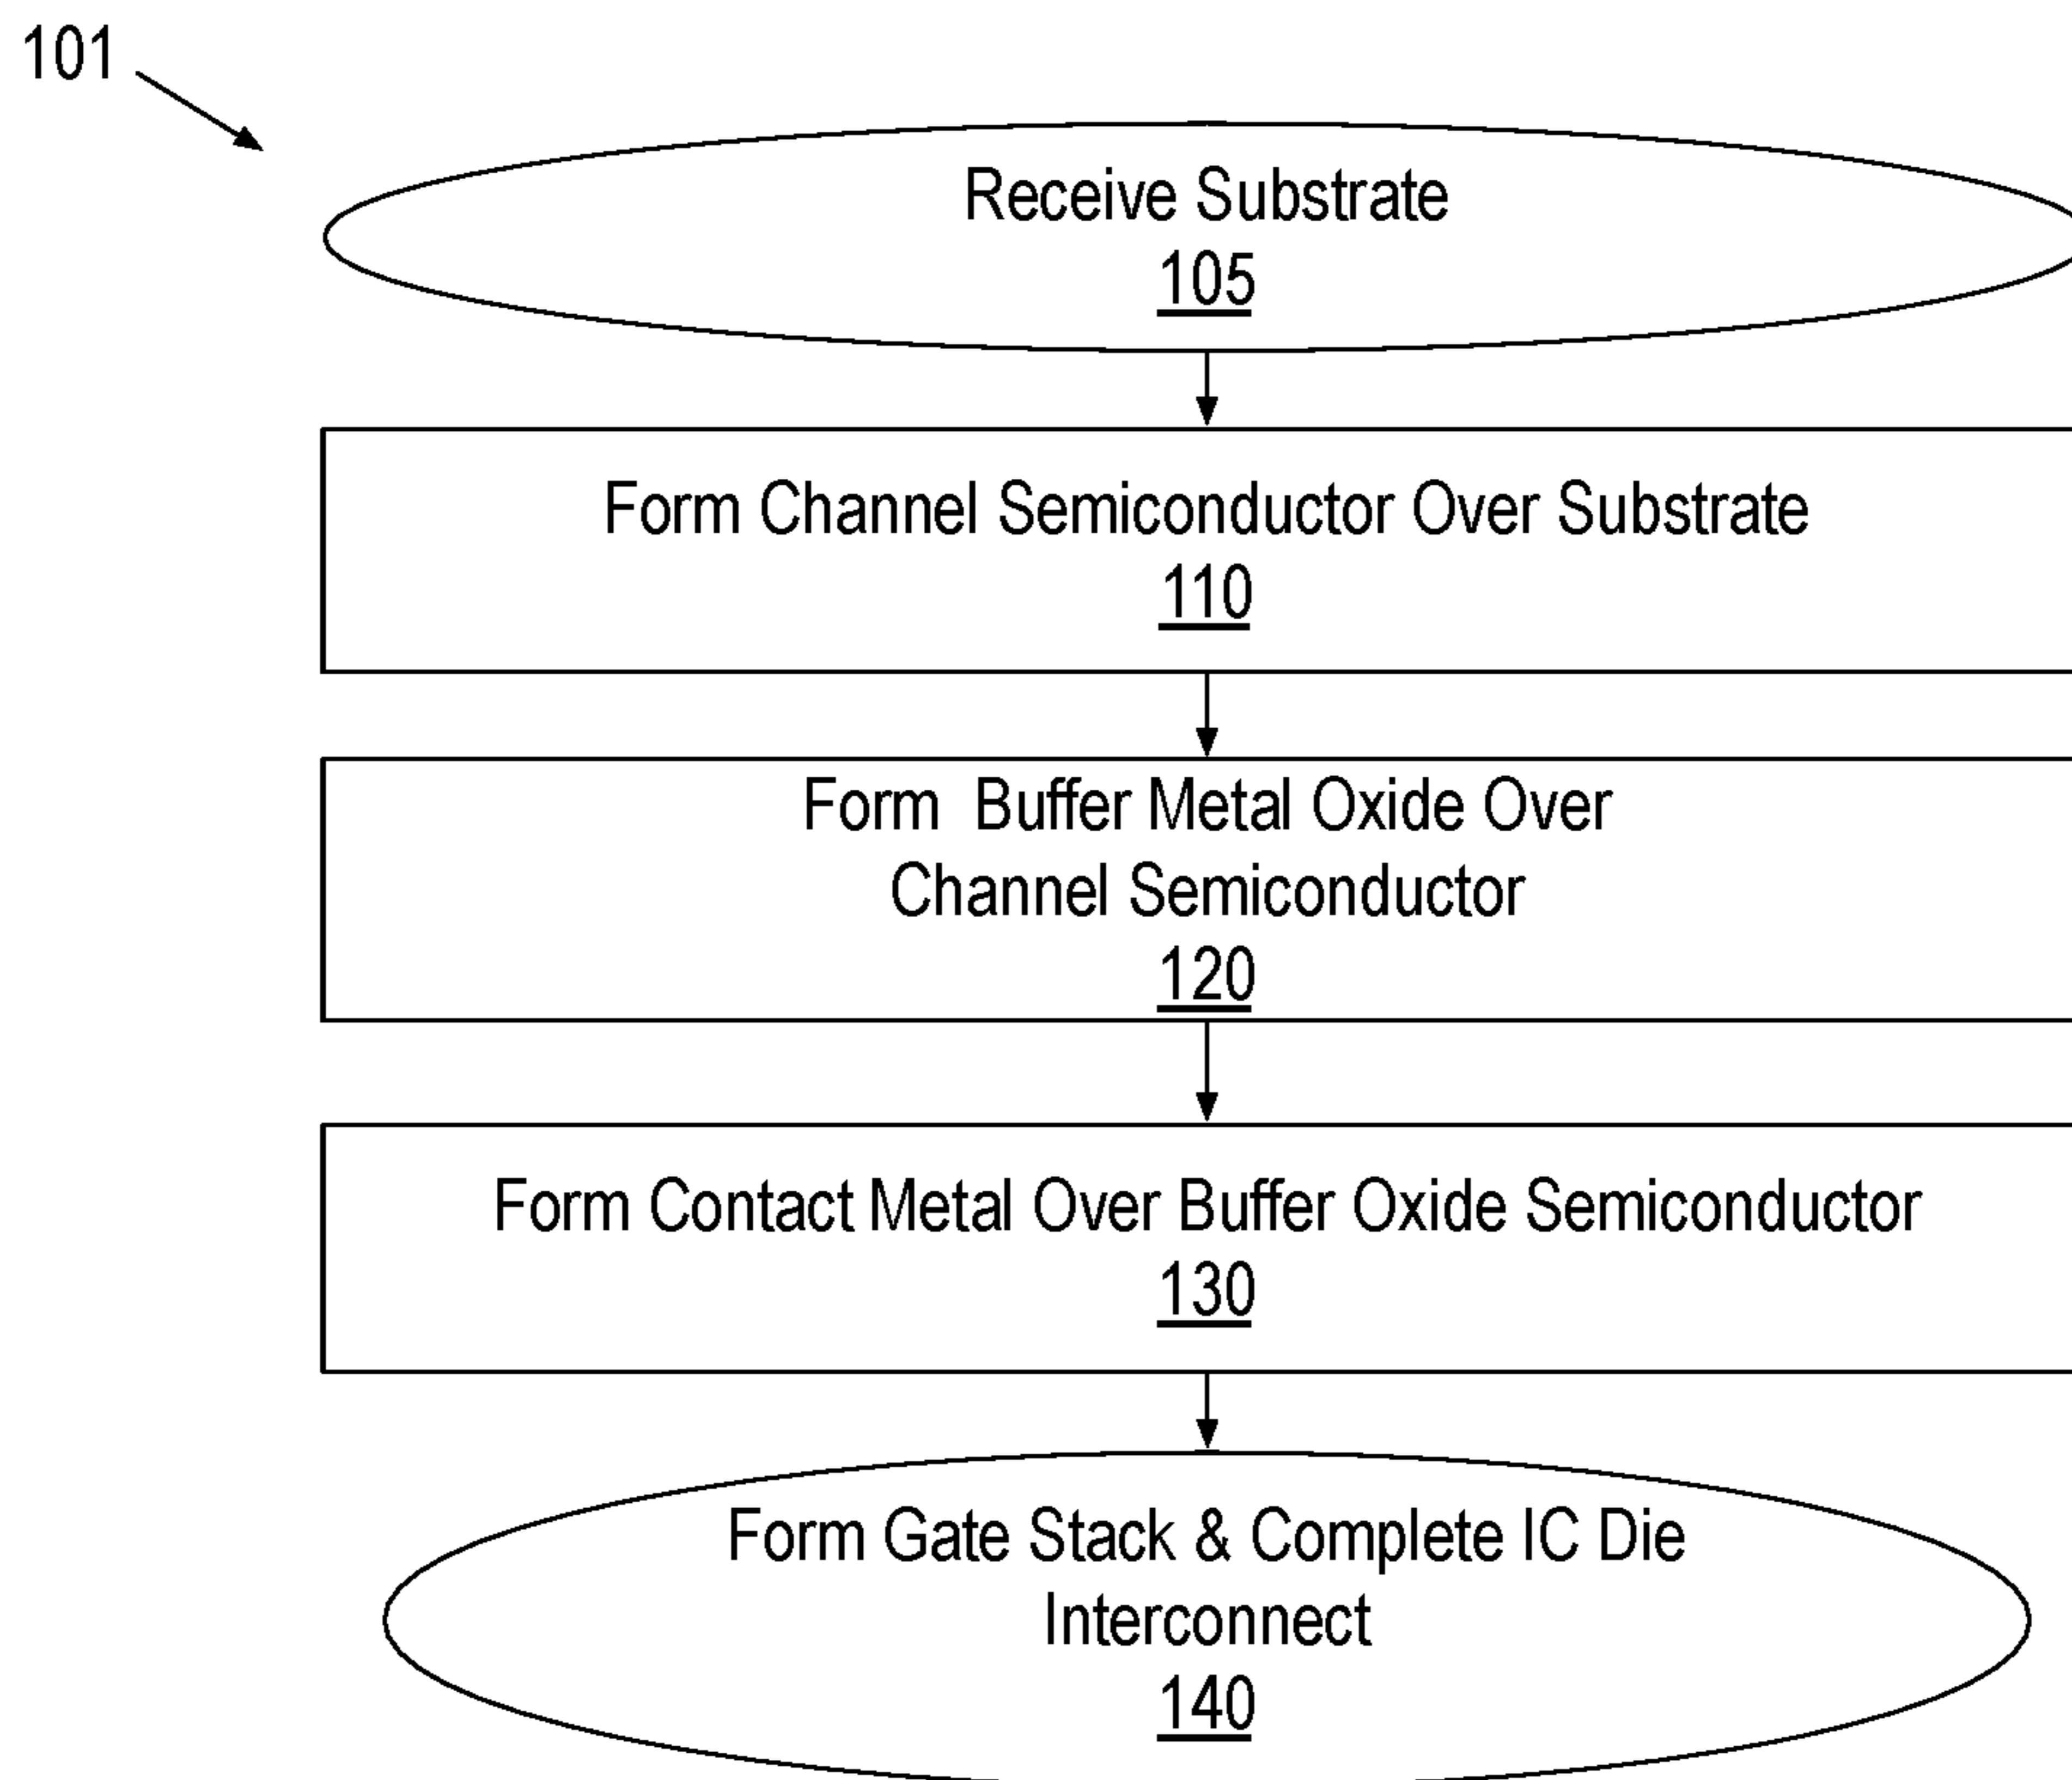 101
Receive Substrate
105
Form Channel Semiconductor Over Substrate
110
Form Buffer Metal Oxide Over
Channel Semiconductor
120
Form Contact Metal Over Buffer Oxide Semiconductor
130
Form Gate Stack & Complete IC Die
Interconnect
140